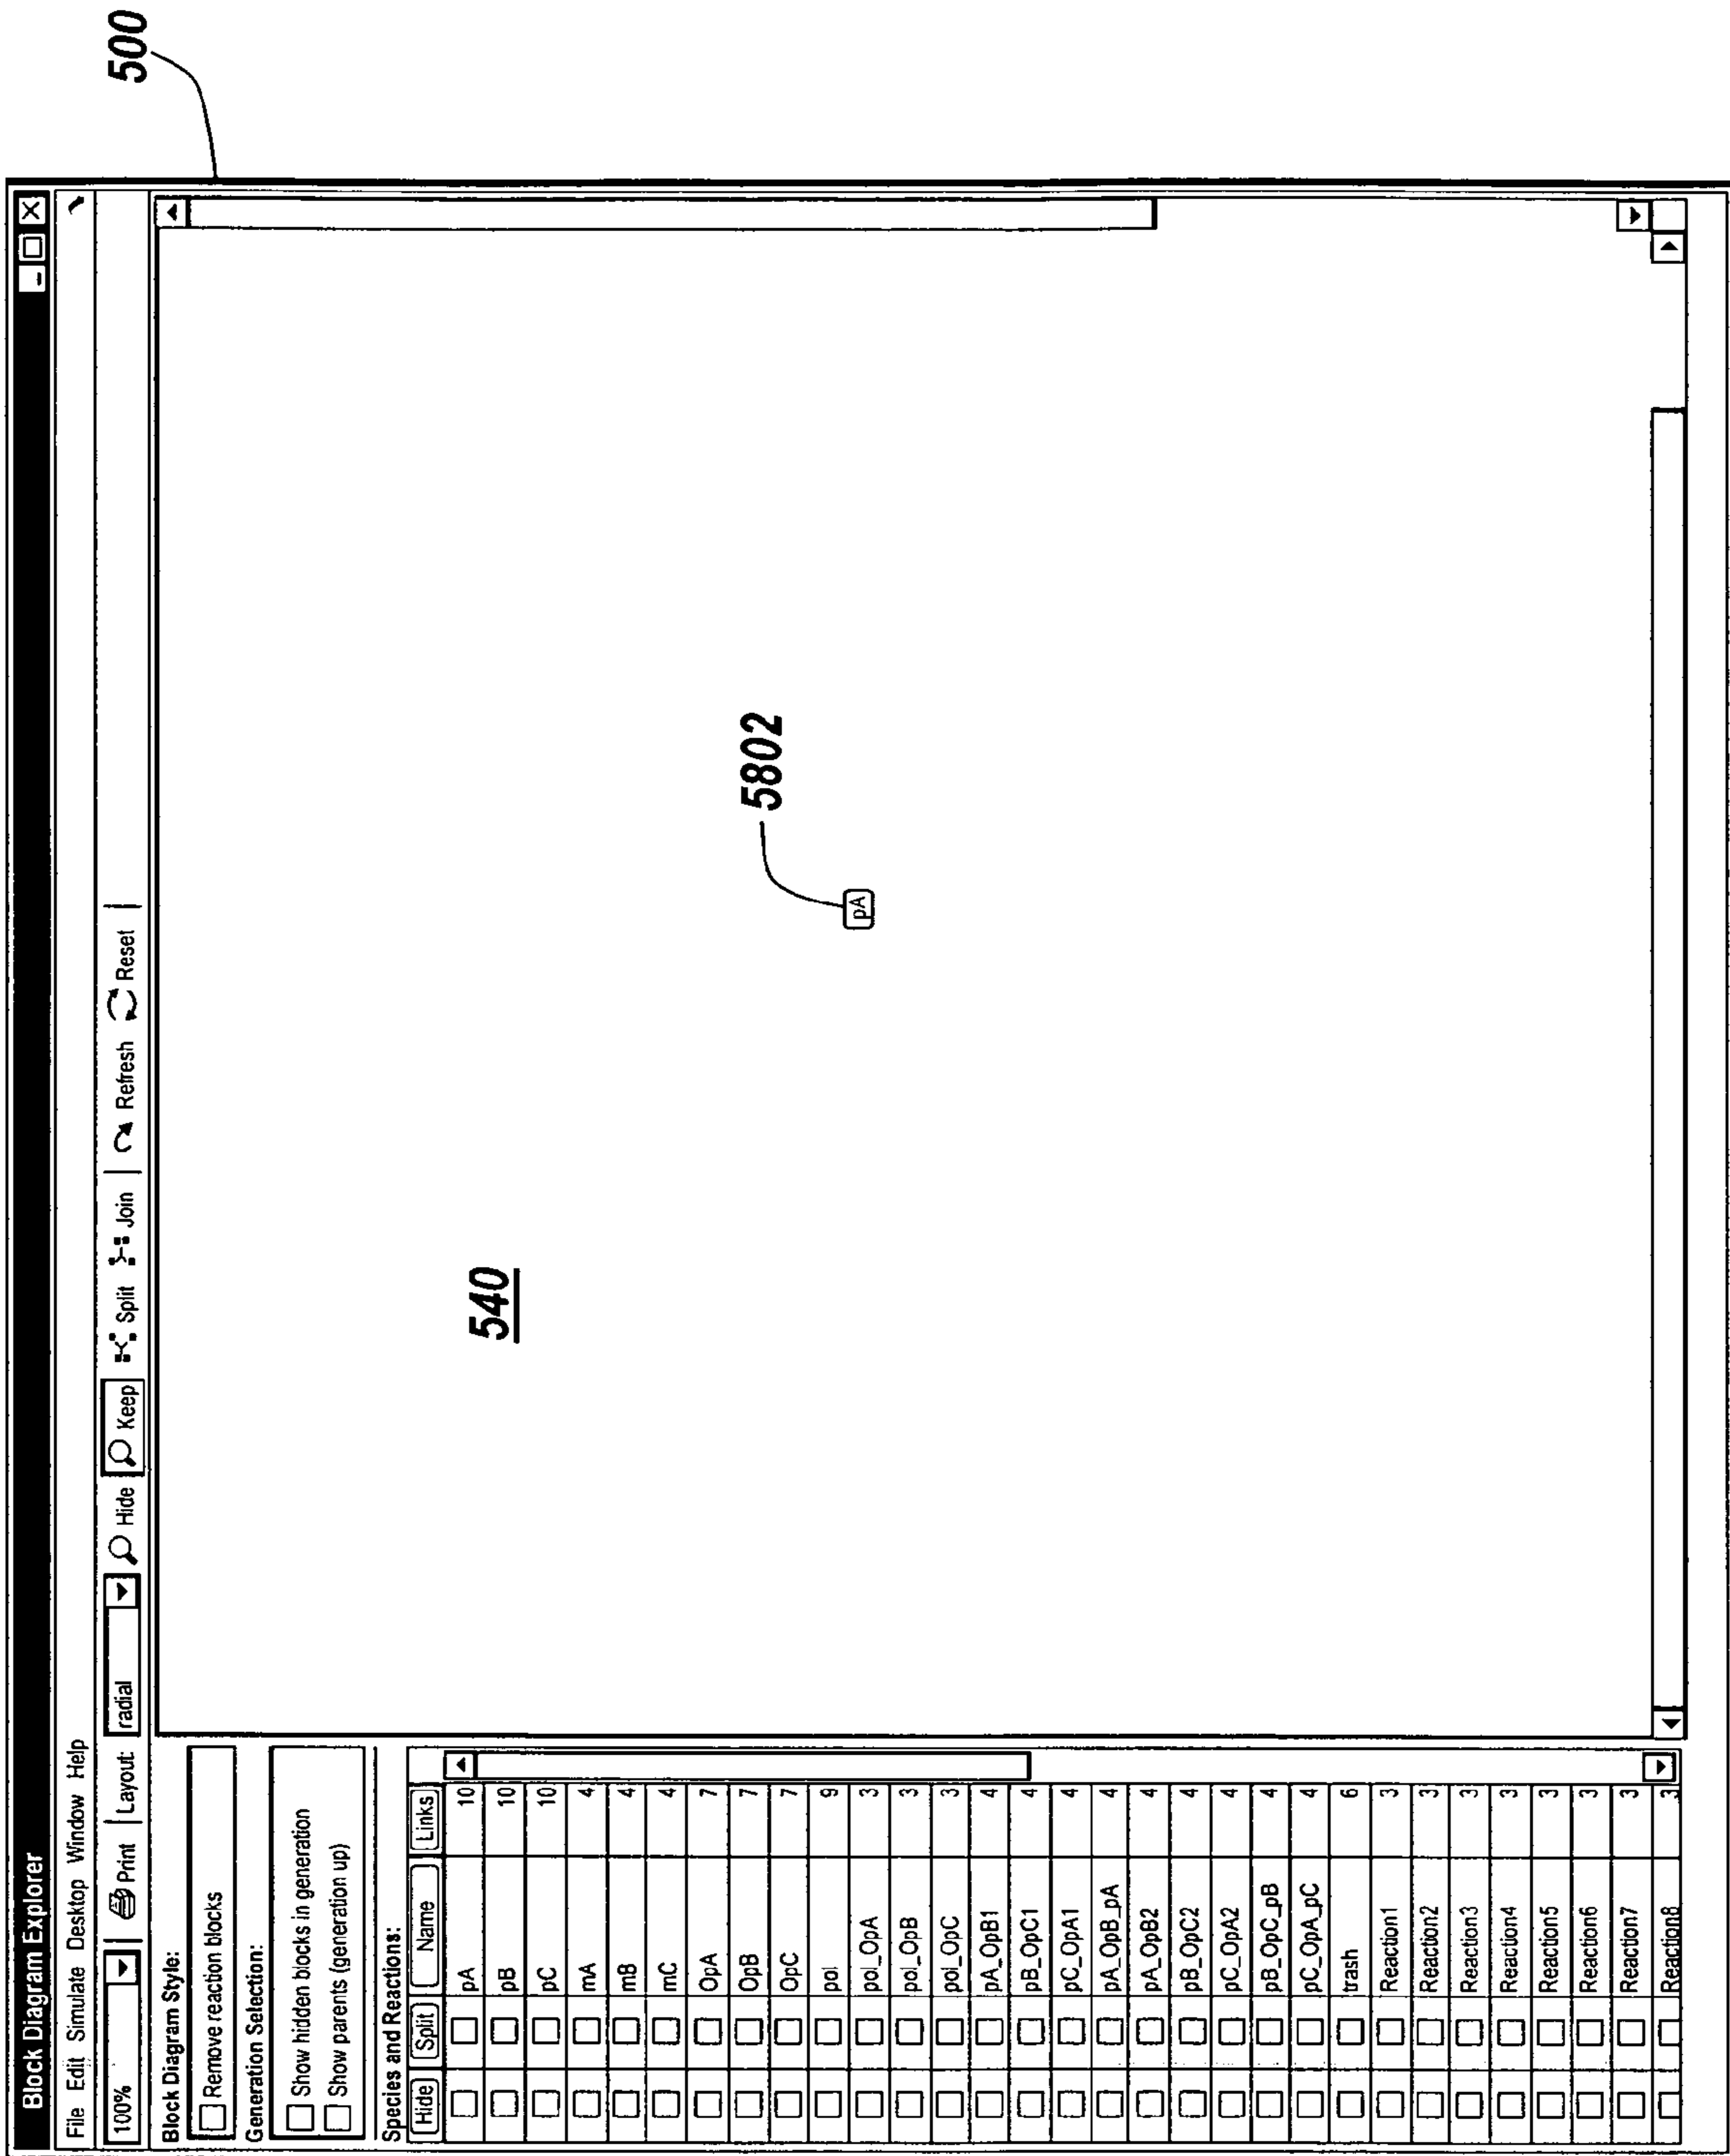 500
Block Diagram Explorer
File Edit Simulate Desktop Window Help
100% Print Layout: radial Hide Keep Split Join Refresh Reset
Block Diagram Style:
Remove reaction blocks
Generation Selection:
Show hidden blocks in generation
Show parents (generation up)
Species and Reactions:
Hide Split Name Links
pA 10
pB 10
pC 10
mA 4
mB 4
mC 4
OpA 7
OpB 7
OpC 7
pol 9
pol_OpA 3
pol_OpB 3
pol_OpC 3
pA_OpB1 4
pB_OpC1 4
pC_OpA1 4
pA_OpB_pA 4
pA_OpB2 4
pB_OpC2 4
pC_OpA2 4
pB_OpC_pB 4
pC_OpA_pC 4
trash 6
Reaction1 3
Reaction2 3
Reaction3 3
Reaction4 3
Reaction5 3
Reaction6 3
Reaction7 3
Reaction8 3
540
5802
pA